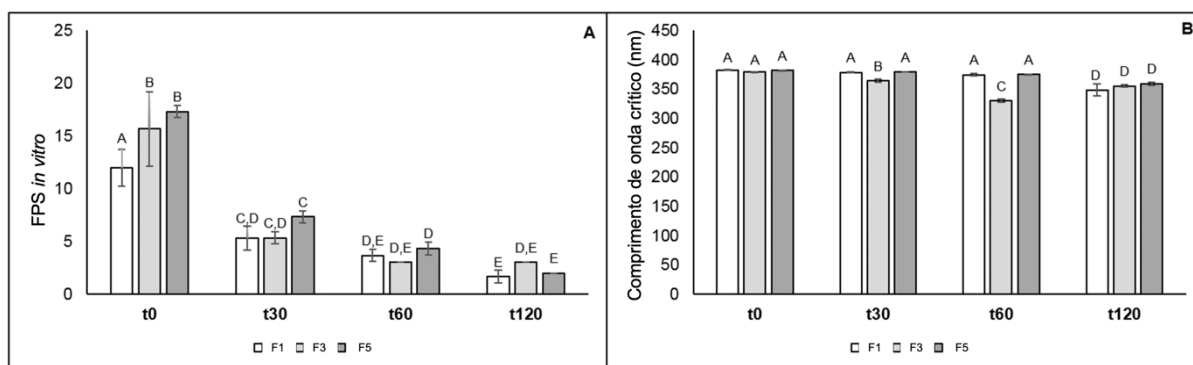 A
FPS in vitro
25
20
15
10
5
0
A B B
C,D C,D C
D,E D,E D
E D,E E
t0 t30 t60 t120
F1 F3 F5
B
Comprimento de onda crítico (nm)
450
400
350
300
250
200
150
100
50
0
A A A
A B A
A C A
D D D
t0 t30 t60 t120
F1 F3 F5